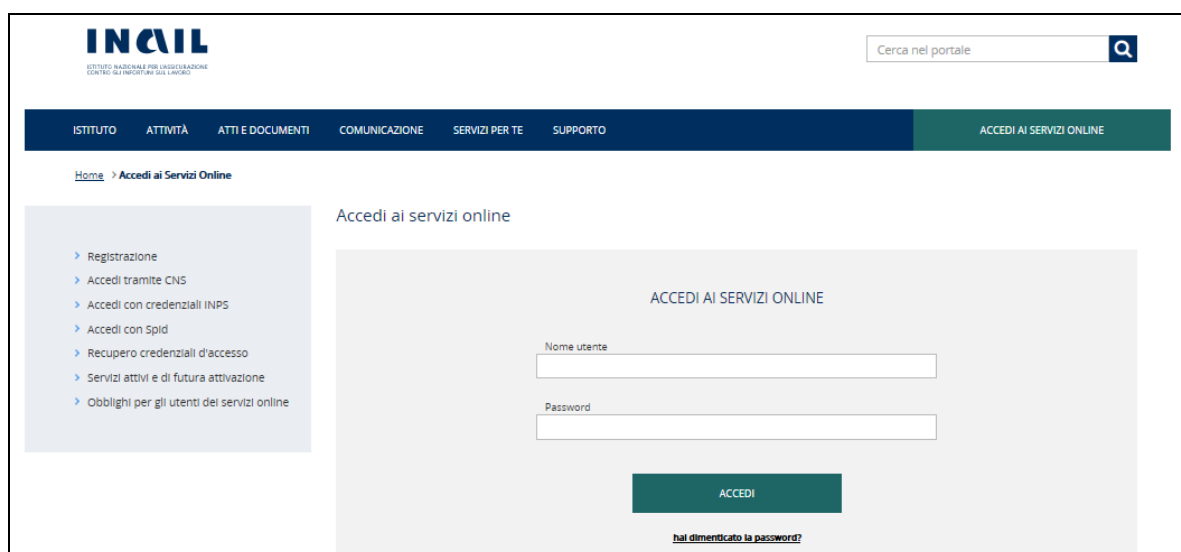 INAIL
ISTITUTO NAZIONALE PER L'ASSICURAZIONE
CONTRO GLI INFORTUNI SUL LAVORO
Cerca nel portale
ISTITUTO ATTIVITÀ ATTI E DOCUMENTI COMUNICAZIONE SERVIZI PER TE SUPPORTO ACCEDI AI SERVIZI ONLINE
Home > Accedi ai Servizi Online
Accedi ai servizi online
> Registrazione
> Accedi tramite CNS
> Accedi con credenziali INPS
> Accedi con Spid
> Recupero credenziali d'accesso
> Servizi attivi e di futura attivazione
> Obblighi per gli utenti dei servizi online
ACCEDI AI SERVIZI ONLINE
Nome utente
Password
ACCEDI
hai dimenticato la password?